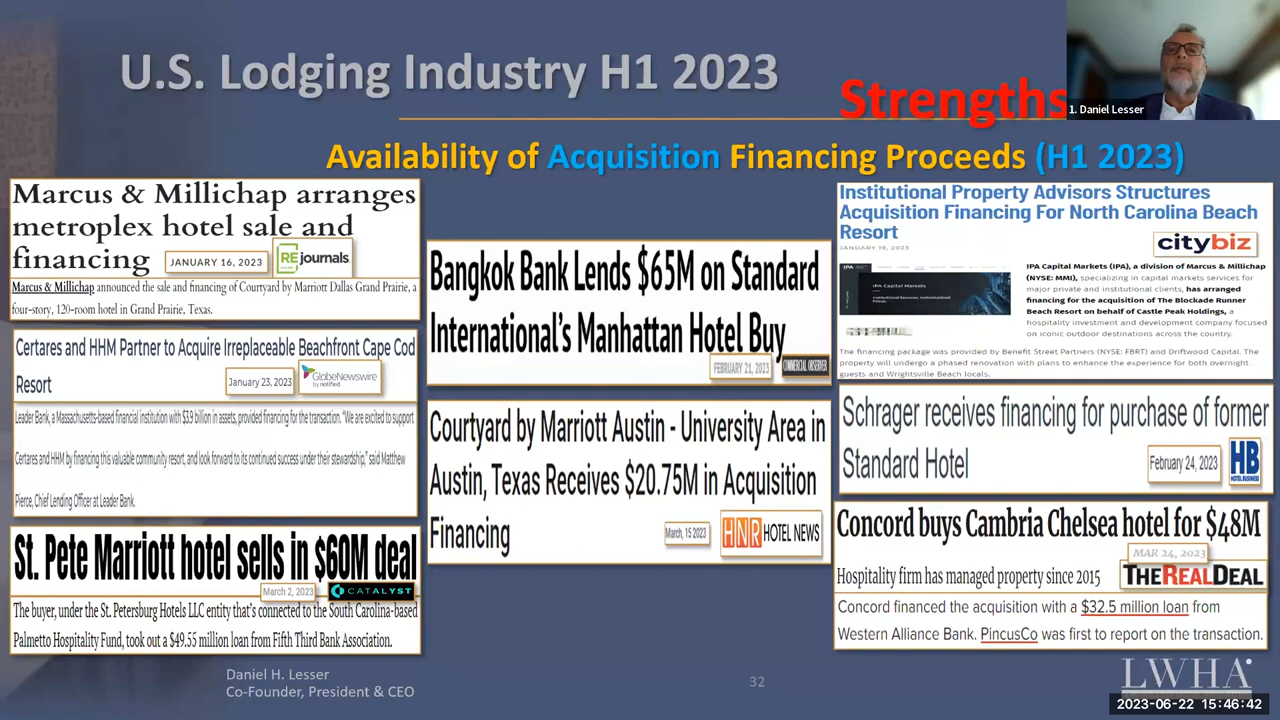 U.S. Lodging Industry H1 2023
Strengths
1. Daniel Lesser
Availability of Acquisition Financing Proceeds (H1 2023)
Marcus & Millichap arranges
metroplex hotel sale and
financing
JANUARY 16, 2023
REjournals
Marcus & Millichap announced the sale and financing of Courtyard by Marriott Dallas Grand Prairie, a
four-story, 120-room hotel in Grand Prairie, Texas.
Certares and HHM Partner to Acquire Irreplaceable Beachfront Cape Cod
Resort
January 23, 2023
GlobeNewswire
by notified
Leader Bank, a Massachusetts-based financial institution with $3.9 billion in assets, provided financing for the transaction. "We are excited to support
Certares and HHM by financing this valuable community resort, and look forward to its continued success under their stewardship," said Matthew
Pierce, Chief Lending Officer at Leader Bank.
St. Pete Marriott hotel sells in $60M deal
March 2, 2023
CATALYST
The buyer, under the St. Petersburg Hotels LLC entity that's connected to the South Carolina-based
Palmetto Hospitality Fund, took out a $49.55 million loan from Fifth Third Bank Association.
Bangkok Bank Lends $65M on Standard
International's Manhattan Hotel Buy
FEBRUARY 21, 2023
COMMERCIAL OBSERVER
Courtyard by Marriott Austin - University Area in
Austin, Texas Receives $20.75M in Acquisition
Financing
March, 15 2023
HNR HOTEL NEWS
Institutional Property Advisors Structures
Acquisition Financing For North Carolina Beach
Resort
JANUARY 19, 2023
citybiz
IPA Capital Markets
IPA Capital Markets (IPA), a division of Marcus & Millichap
(NYSE: MMI), specializing in capital markets services for
major private and institutional clients, has arranged
financing for the acquisition of The Blockade Runner
Beach Resort on behalf of Castle Peak Holdings, a
hospitality investment and development company focused
on iconic outdoor destinations across the country.
The financing package was provided by Benefit Street Partners (NYSE: FBRT) and Driftwood Capital. The
property will undergo a phased renovation with plans to enhance the experience for both overnight
guests and Wrightsville Beach locals.
Schrager receives financing for purchase of former
Standard Hotel
February 24, 2023
HB
HOTEL BUSINESS
Concord buys Cambria Chelsea hotel for $48M
MAR 24, 2023
Hospitality firm has managed property since 2015
THEREALDEAL
Concord financed the acquisition with a $32.5 million loan from
Western Alliance Bank. PincusCo was first to report on the transaction.
Daniel H. Lesser
Co-Founder, President & CEO
32
LWHA
2023-06-22 15:46:42